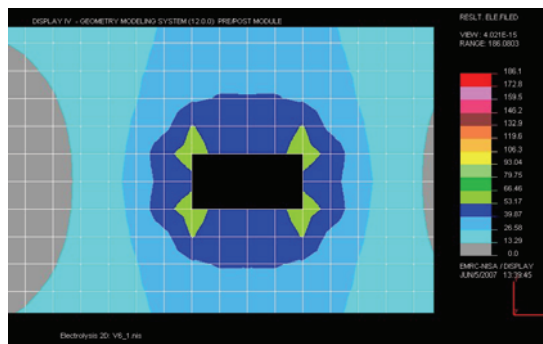 DISPLAY IV - GEOMETRY MODELING SYSTEM (12.0.0) PRE/POST MODULE
RESLT. ELE.FILED
VIEW : 4.021E-15
RANGE: 186.0803
186.1
172.8
159.5
146.2
132.9
119.6
106.3
93.04
79.75
66.46
53.17
39.87
26.58
13.29
0.0
EMRC-NISA / DISPLAY
JUN/5/2007 13:39:45
Electrolysis 2D: V6_1.nis